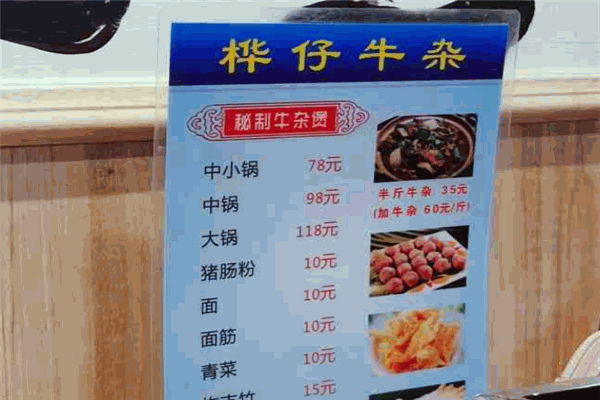 桦仔牛杂
秘制牛杂煲
中小锅 78元
中锅 98元
大锅 118元
猪肠粉 10元
面 10元
面筋 10元
青菜 10元
15元
半斤牛杂 35元
(加牛杂 60元/斤)